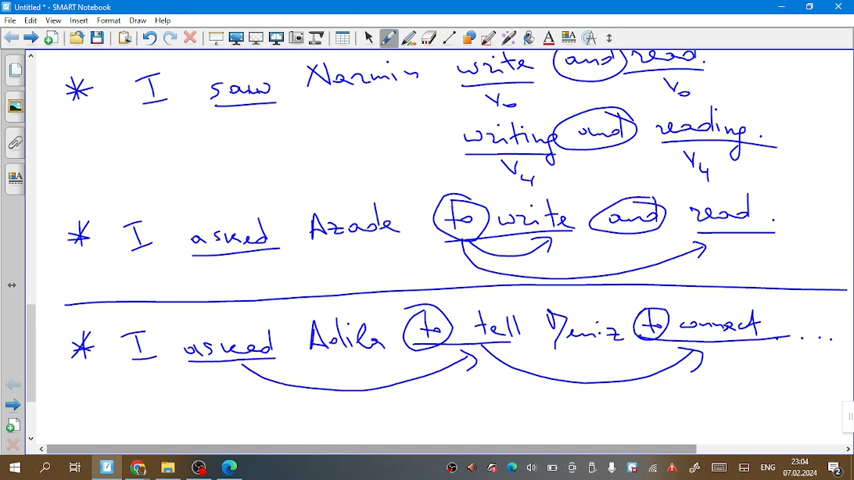 Untitled * - SMART Notebook
File Edit View Insert Format Draw Help
* I saw Narmin write and read.
V₀ V₀
writing and reading.
V₄ V₄
* I asked Azade to write and read.
* I asked Adila to tell Deniz to connect ...
ENG
23:04
07.02.2024
2